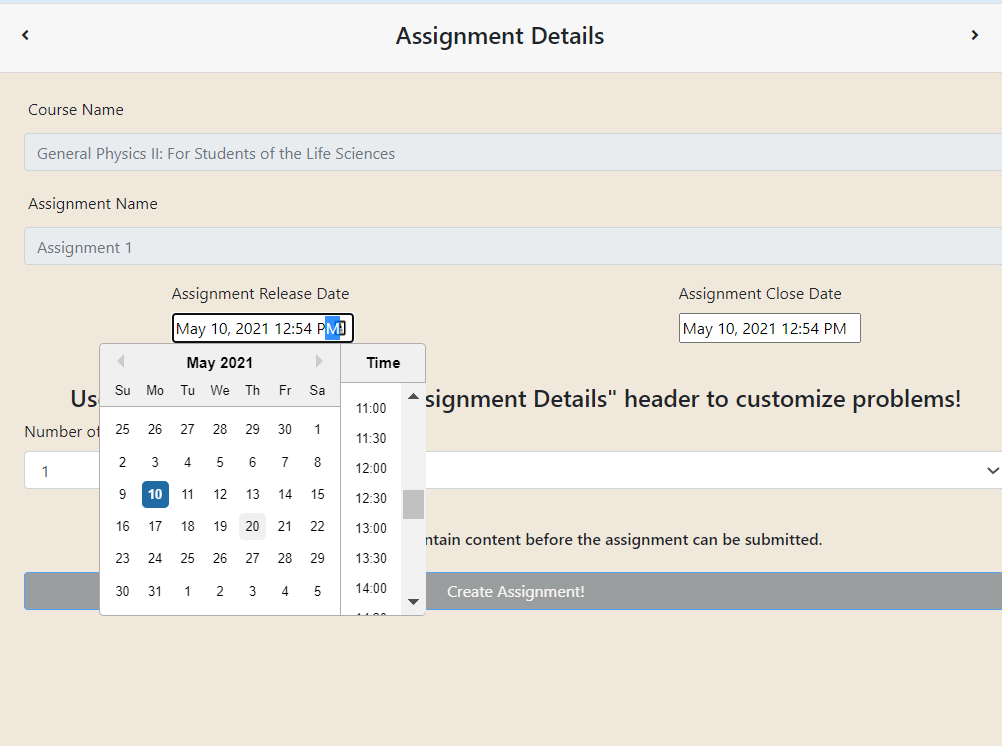 Assignment Details
Course Name
General Physics II: For Students of the Life Sciences
Assignment Name
Assignment 1
Assignment Release Date
Assignment Close Date
May 10, 2021 12:54 PM
May 10, 2021 12:54 PM
May 2021
Time
Su Mo Tu We Th Fr Sa
25 26 27 28 29 30 1
2 3 4 5 6 7 8
9 10 11 12 13 14 15
16 17 18 19 20 21 22
23 24 25 26 27 28 29
30 31 1 2 3 4 5
11:00
11:30
12:00
12:30
13:00
13:30
14:00
signment Details" header to customize problems!
Number of
1
ntain content before the assignment can be submitted.
Create Assignment!